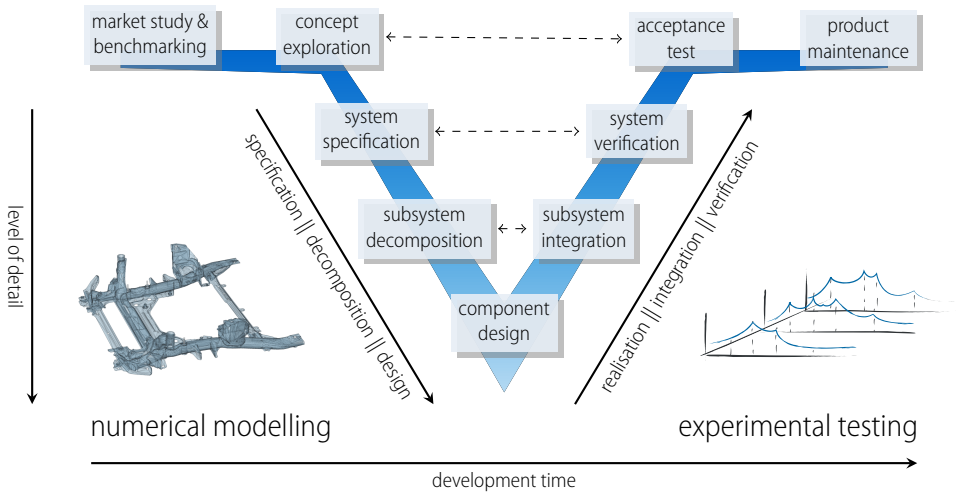 market study &
benchmarking
concept
exploration
acceptance
test
product
maintenance
system
specification
system
verification
subsystem
decomposition
subsystem
integration
component
design
level of detail
specification || decomposition || design
realisation || integration || verification
numerical modelling
experimental testing
development time